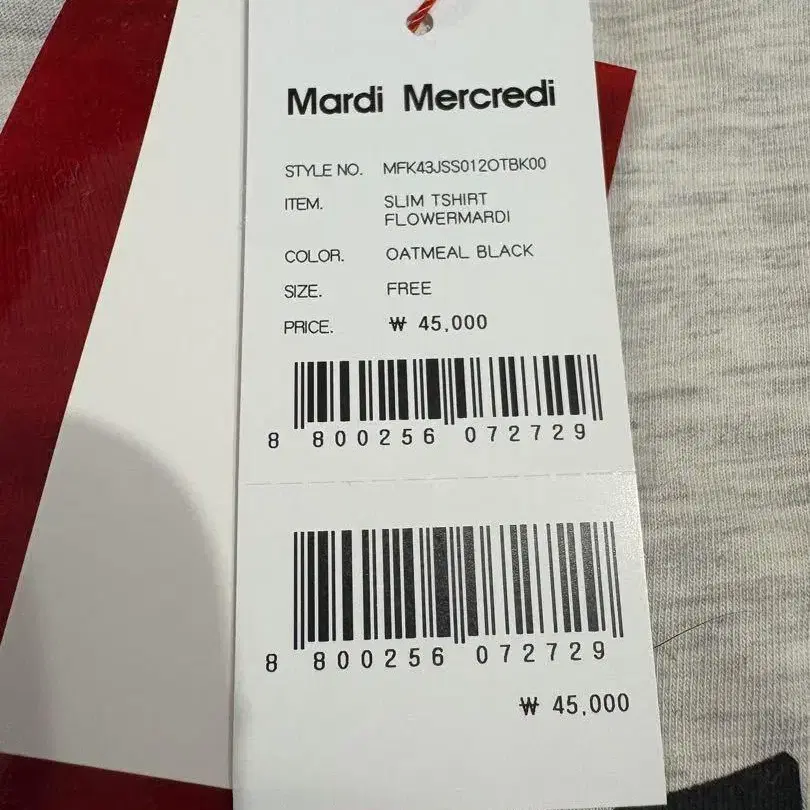 Mardi Mercredi
STYLE NO. MFK43JSS012OTBK00
ITEM. SLIM TSHIRT
FLOWERMARDI
COLOR. OATMEAL BLACK
SIZE. FREE
PRICE. ₩ 45,000
8 800256 072729
8 800256 072729
₩ 45,000